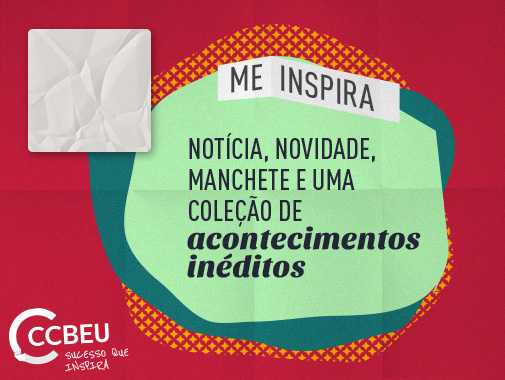 ME INSPIRA
NOTÍCIA, NOVIDADE,
MANCHETE E UMA
COLEÇÃO DE
acontecimentos
inéditos
CCBEU
SUCESSO QUE
INSPIRA